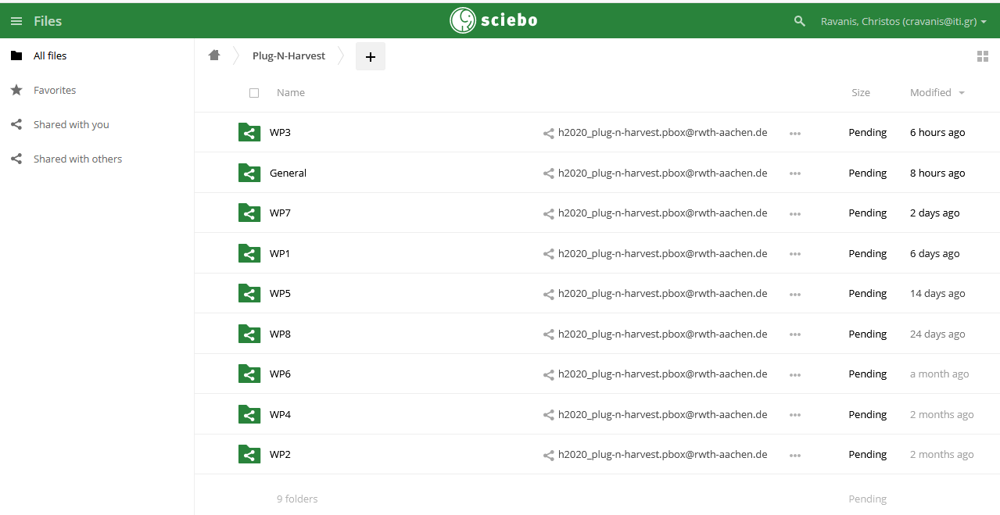 Files
sciebo
Ravanis, Christos (cravanis@iti.gr)
All files
Favorites
Shared with you
Shared with others
Plug-N-Harvest
+
Name Size Modified
WP3 h2020_plug-n-harvest.pbox@rwth-aachen.de Pending 6 hours ago
General h2020_plug-n-harvest.pbox@rwth-aachen.de Pending 8 hours ago
WP7 h2020_plug-n-harvest.pbox@rwth-aachen.de Pending 2 days ago
WP1 h2020_plug-n-harvest.pbox@rwth-aachen.de Pending 6 days ago
WP5 h2020_plug-n-harvest.pbox@rwth-aachen.de Pending 14 days ago
WP8 h2020_plug-n-harvest.pbox@rwth-aachen.de Pending 24 days ago
WP6 h2020_plug-n-harvest.pbox@rwth-aachen.de Pending a month ago
WP4 h2020_plug-n-harvest.pbox@rwth-aachen.de Pending 2 months ago
WP2 h2020_plug-n-harvest.pbox@rwth-aachen.de Pending 2 months ago
9 folders Pending